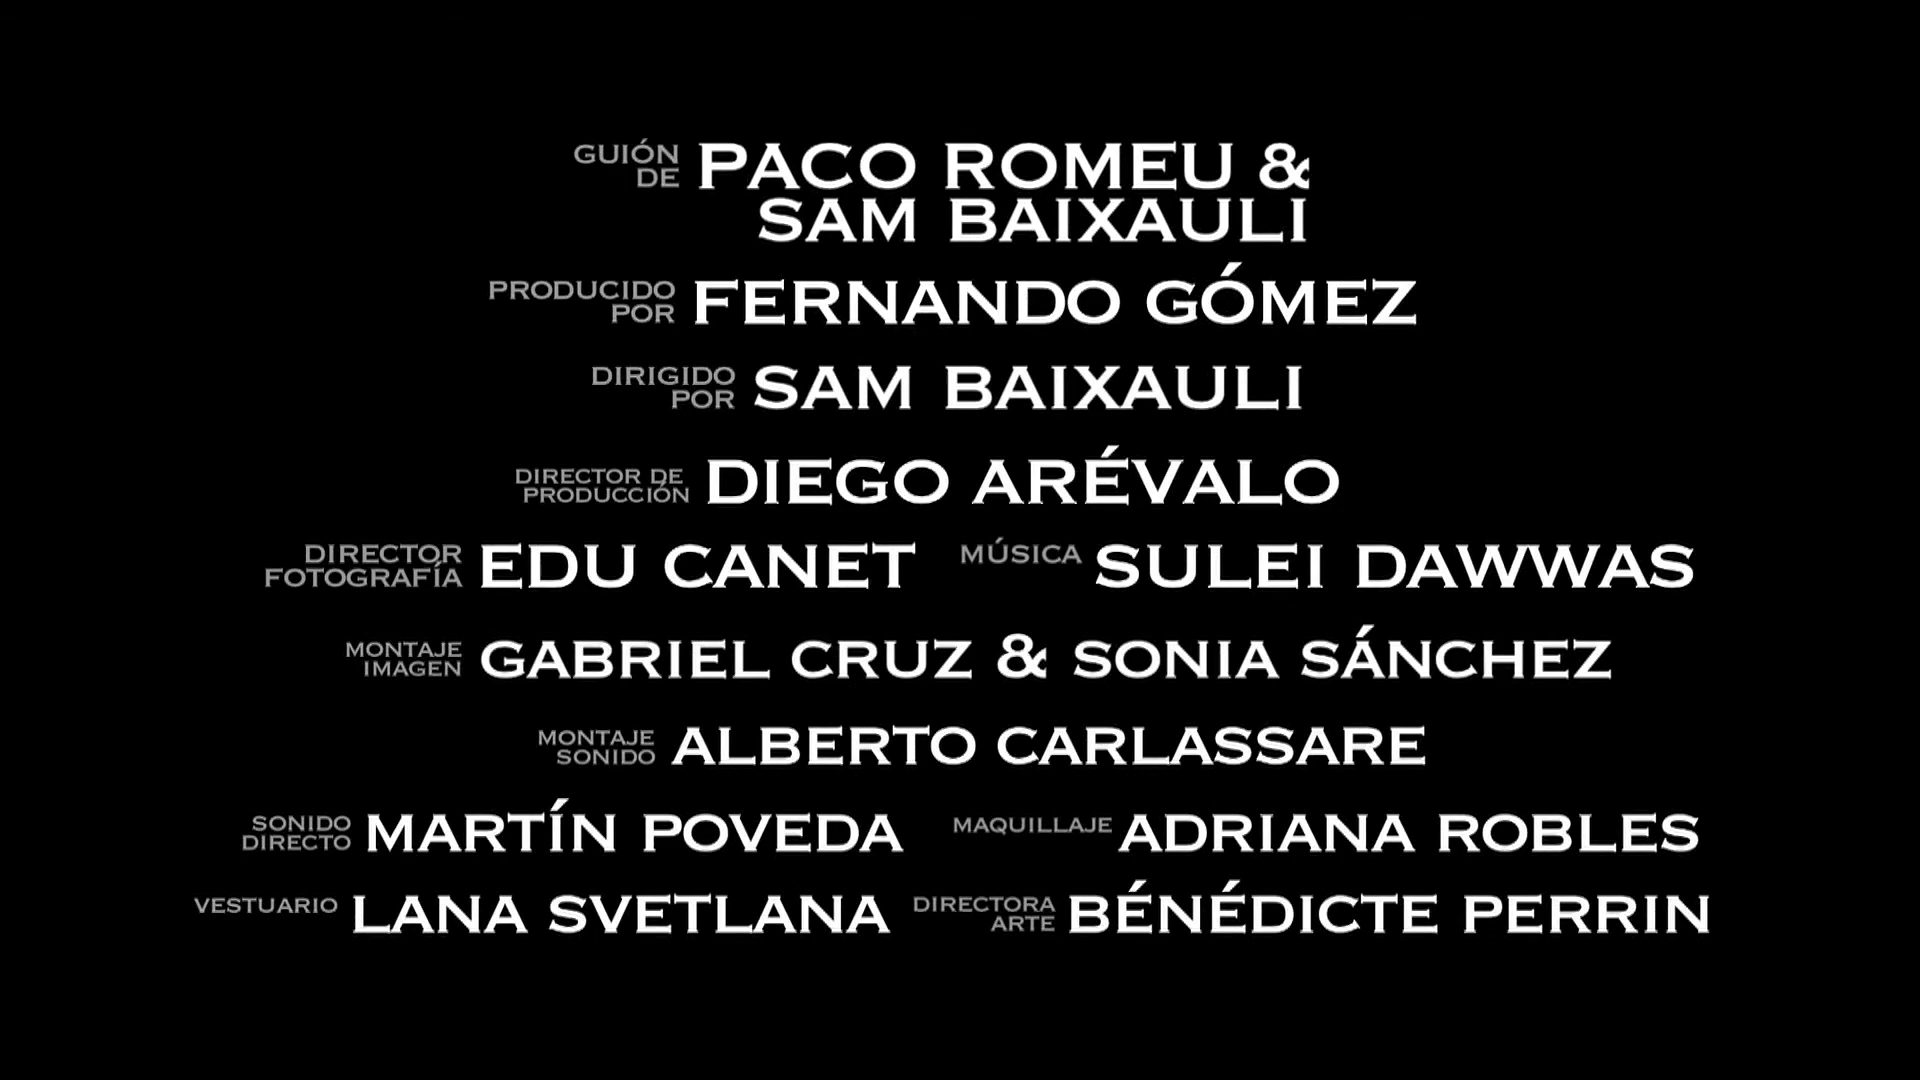 GUIÓN DE PACO ROMEU &
SAM BAIXAULI
PRODUCIDO POR FERNANDO GÓMEZ
DIRIGIDO POR SAM BAIXAULI
DIRECTOR DE PRODUCCIÓN DIEGO ARÉVALO
DIRECTOR FOTOGRAFÍA EDU CANET MÚSICA SULEI DAWWAS
MONTAJE IMAGEN GABRIEL CRUZ & SONIA SÁNCHEZ
MONTAJE SONIDO ALBERTO CARLASSARE
SONIDO DIRECTO MARTÍN POVEDA MAQUILLAJE ADRIANA ROBLES
VESTUARIO LANA SVETLANA DIRECTORA ARTE BÉNÉDICTE PERRIN